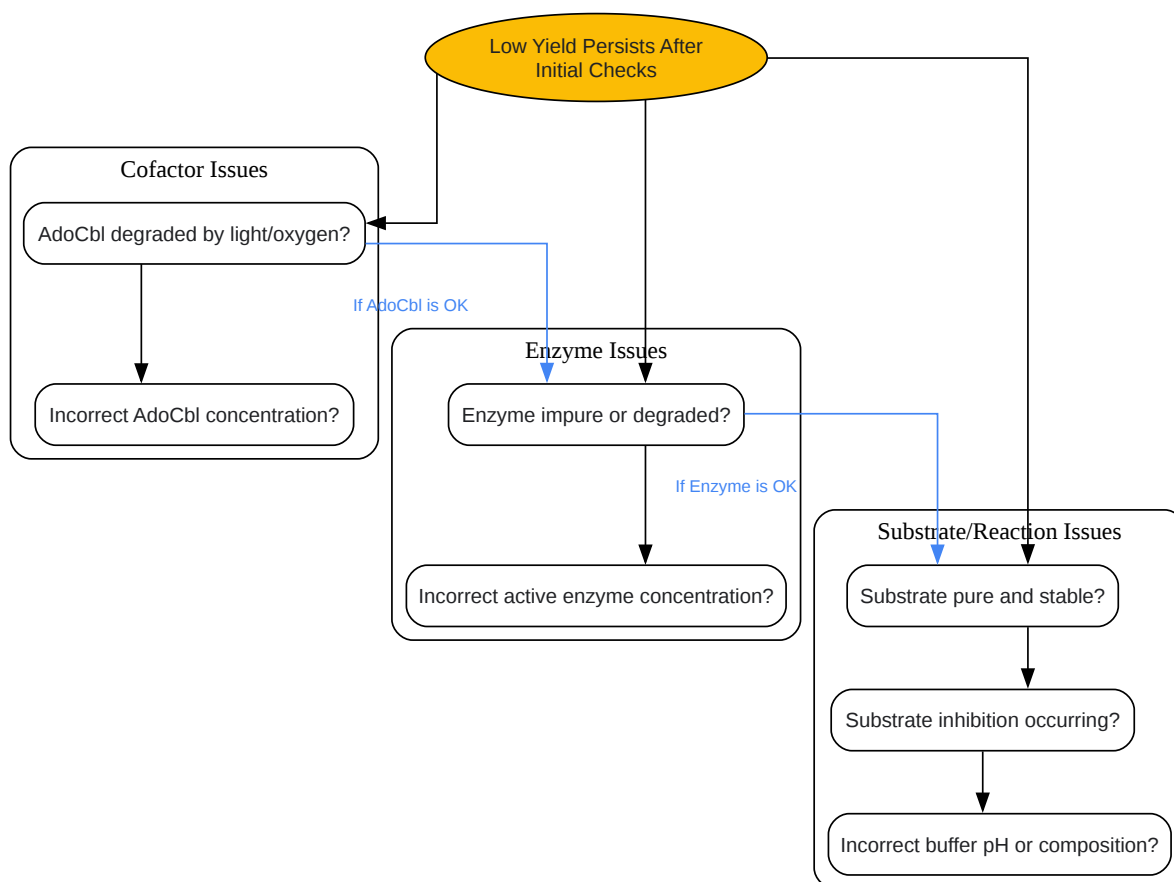 Low Yield Persists After
Initial Checks
Cofactor Issues
AdoCbl degraded by light/oxygen?
If AdoCbl is OK
Incorrect AdoCbl concentration?
Enzyme Issues
Enzyme impure or degraded?
If Enzyme is OK
Incorrect active enzyme concentration?
Substrate/Reaction Issues
Substrate pure and stable?
Substrate inhibition occurring?
Incorrect buffer pH or composition?